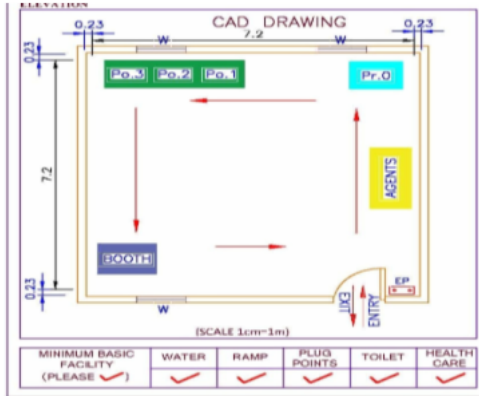 ELEVATION
CAD DRAWING
0.23
7.2
0.23
W
W
0.23
Po.3
Po.2
Po.1
Pr.O
7.2
AGENTS
BOOTH
EP
0.23
W
EXIT
ENTRY
(SCALE 1cm=1m)
MINIMUM BASIC FACILITY (PLEASE ✓)
WATER
RAMP
PLUG POINTS
TOILET
HEALTH CARE
✓ ✓ ✓ ✓ ✓